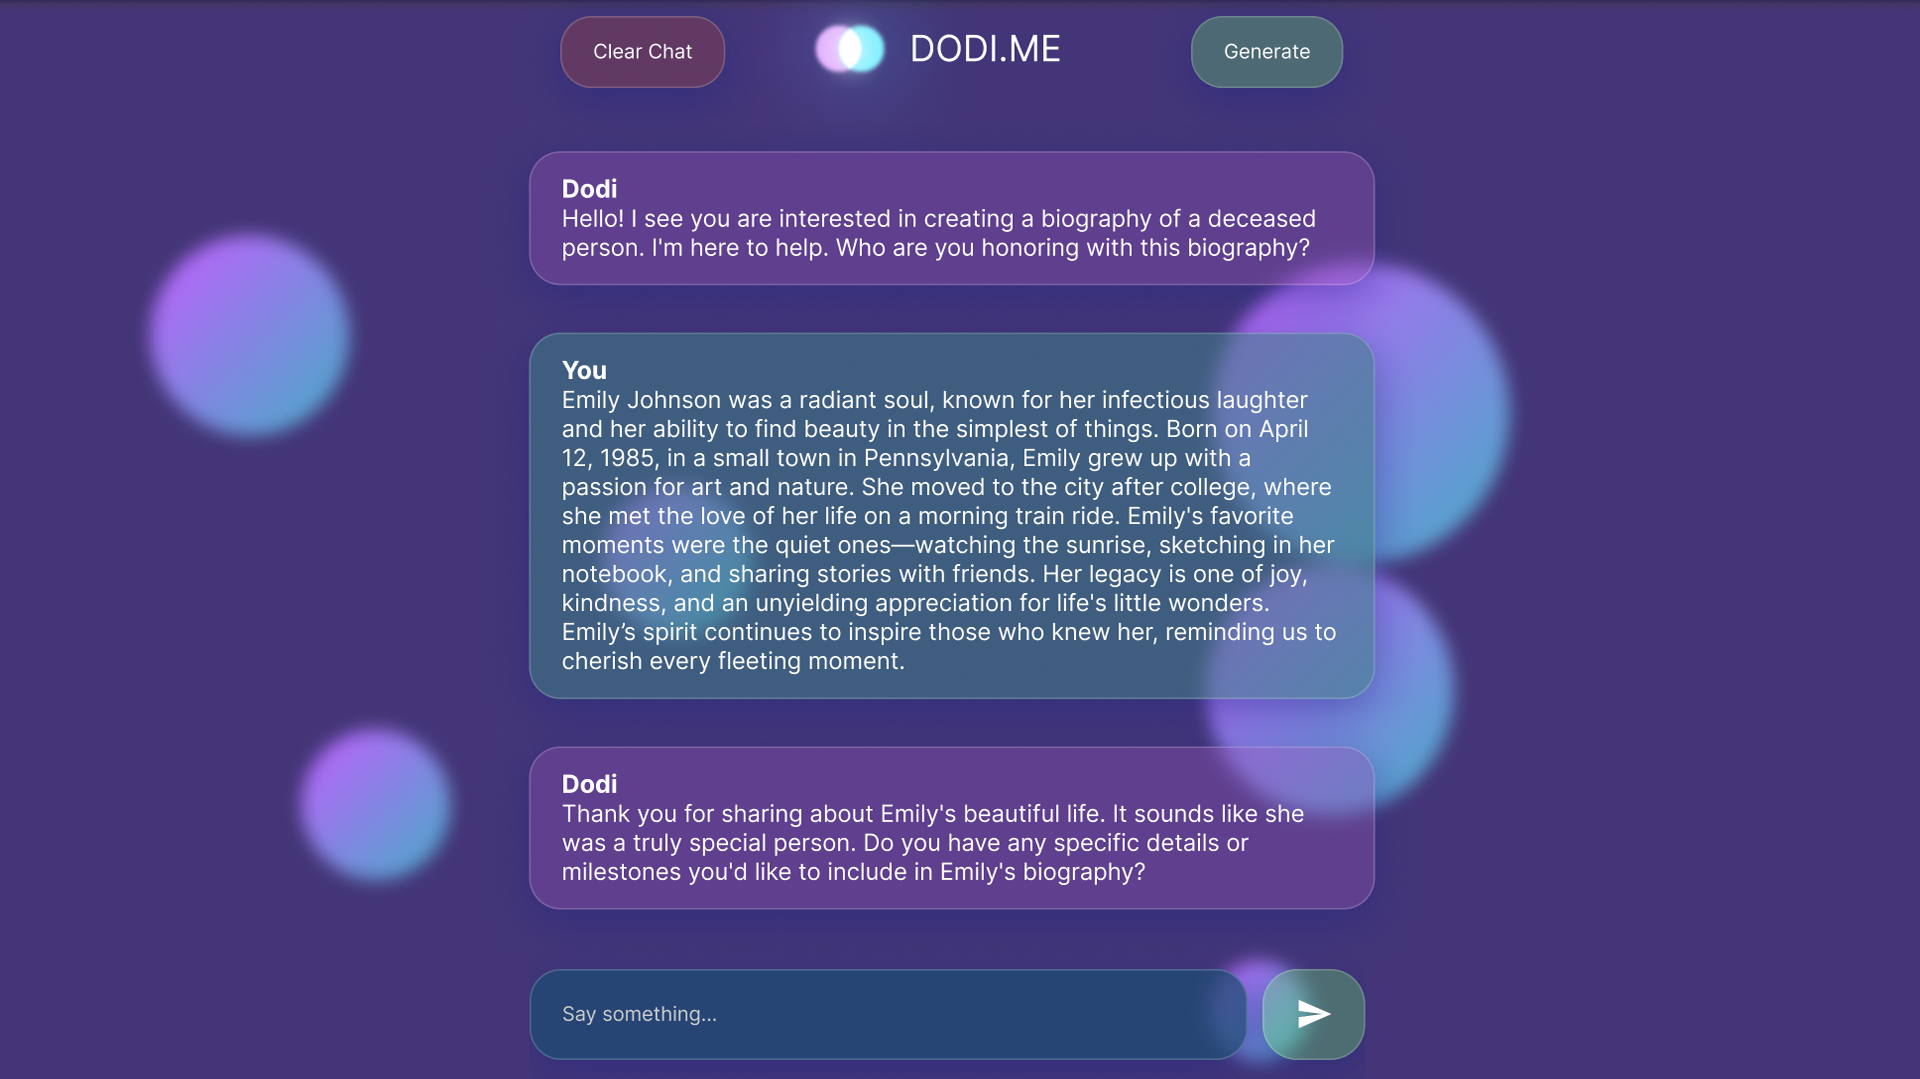 Clear Chat
DODI.ME
Generate
Dodi
Hello! I see you are interested in creating a biography of a deceased
person. I'm here to help. Who are you honoring with this biography?
You
Emily Johnson was a radiant soul, known for her infectious laughter
and her ability to find beauty in the simplest of things. Born on April
12, 1985, in a small town in Pennsylvania, Emily grew up with a
passion for art and nature. She moved to the city after college, where
she met the love of her life on a morning train ride. Emily's favorite
moments were the quiet ones—watching the sunrise, sketching in her
notebook, and sharing stories with friends. Her legacy is one of joy,
kindness, and an unyielding appreciation for life's little wonders.
Emily’s spirit continues to inspire those who knew her, reminding us to
cherish every fleeting moment.
Dodi
Thank you for sharing about Emily's beautiful life. It sounds like she
was a truly special person. Do you have any specific details or
milestones you'd like to include in Emily's biography?
Say something...